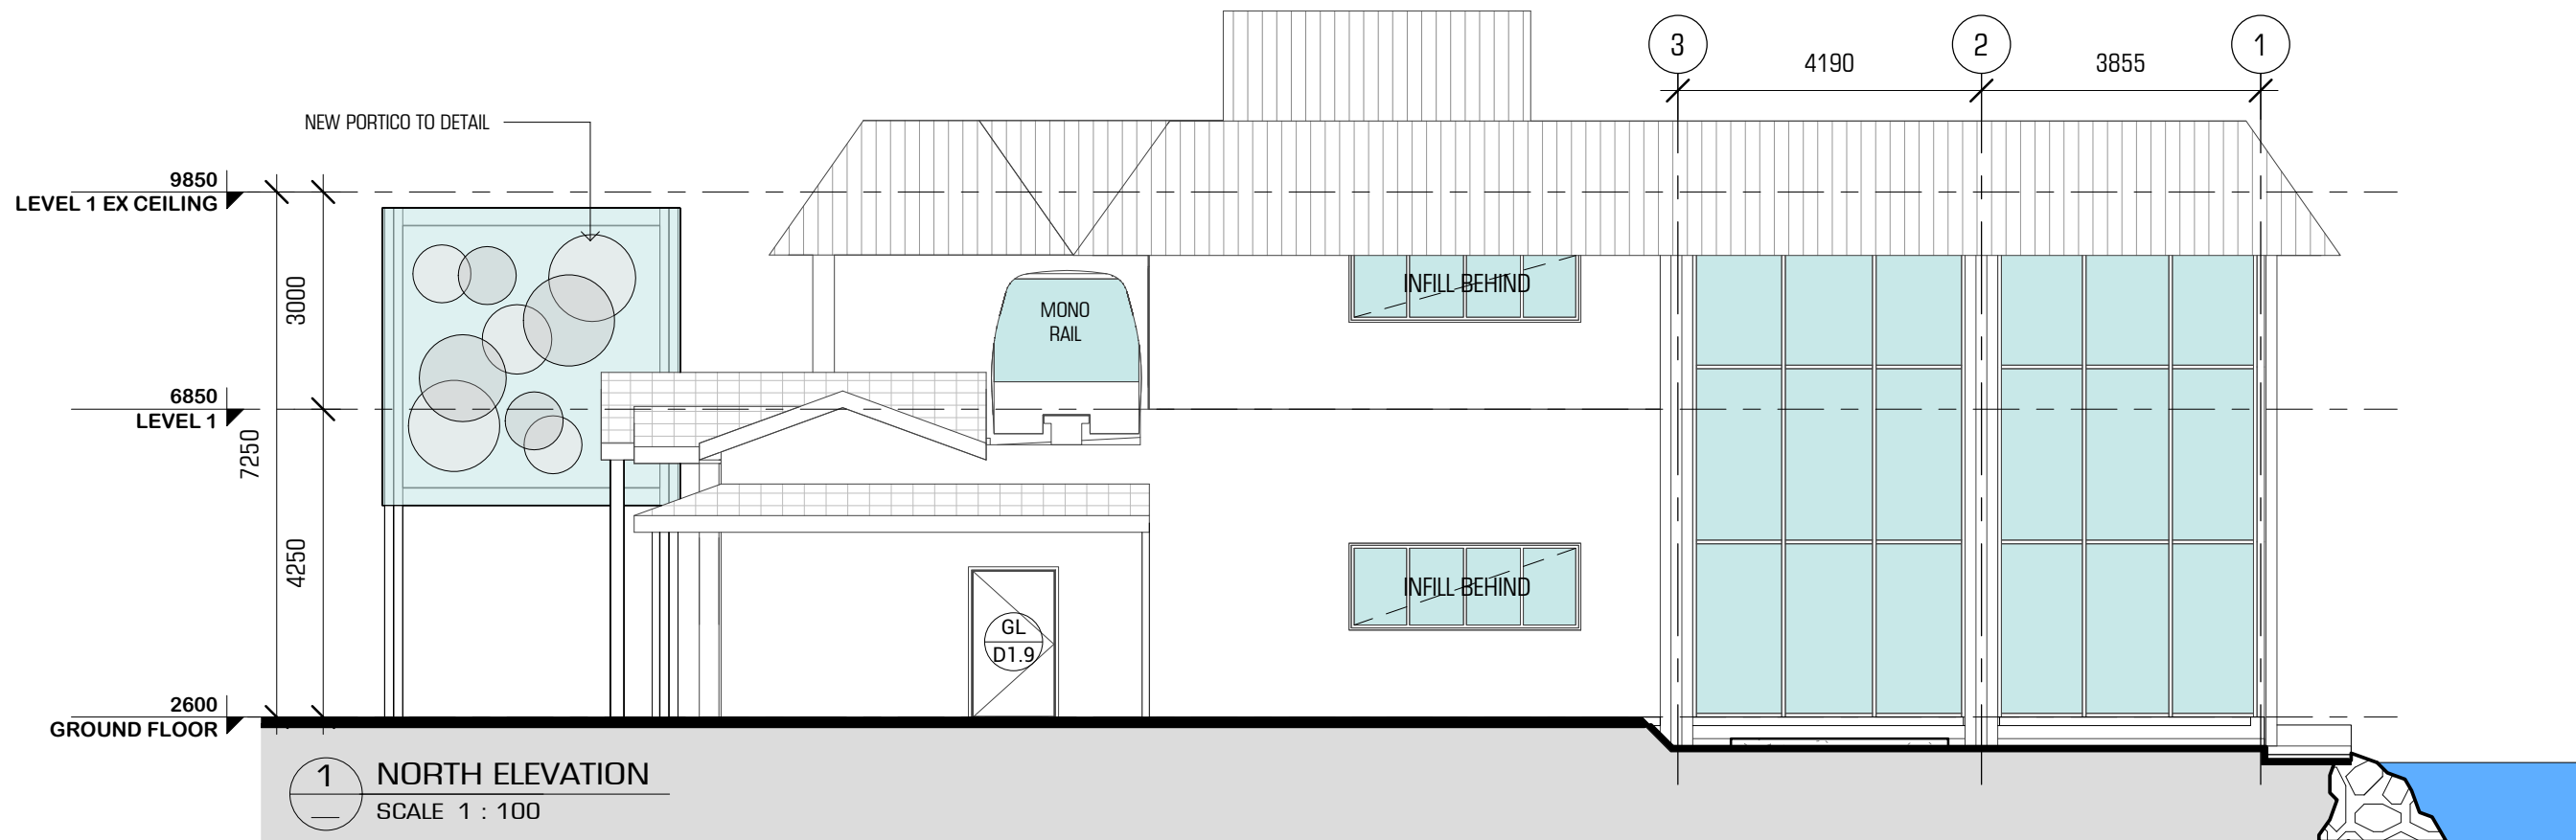 3
2
1
4190
3855
NEW PORTICO TO DETAIL
9850
LEVEL 1 EX CEILING
3000
INFILL BEHIND
MONO
RAIL
6850
LEVEL 1
7250
4250
INFILL BEHIND
GL
D1.9
2600
GROUND FLOOR
1
NORTH ELEVATION
SCALE 1 : 100